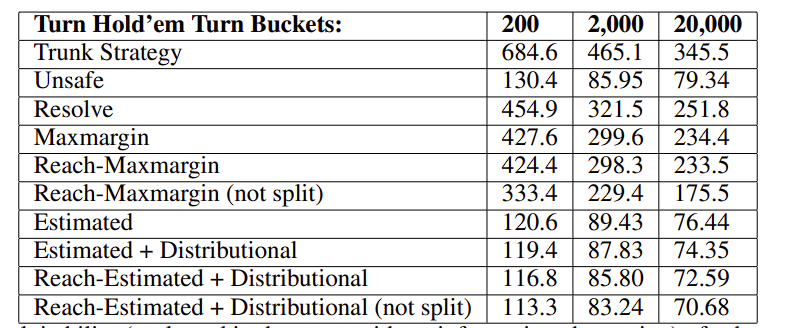 Turn Hold’em Turn Buckets: 200 2,000 20,000
Trunk Strategy 684.6 465.1 345.5
Unsafe 130.4 85.95 79.34
Resolve 454.9 321.5 251.8
Maxmargin 427.6 299.6 234.4
Reach-Maxmargin 424.4 298.3 233.5
Reach-Maxmargin (not split) 333.4 229.4 175.5
Estimated 120.6 89.43 76.44
Estimated + Distributional 119.4 87.83 74.35
Reach-Estimated + Distributional 116.8 85.80 72.59
Reach-Estimated + Distributional (not split) 113.3 83.24 70.68